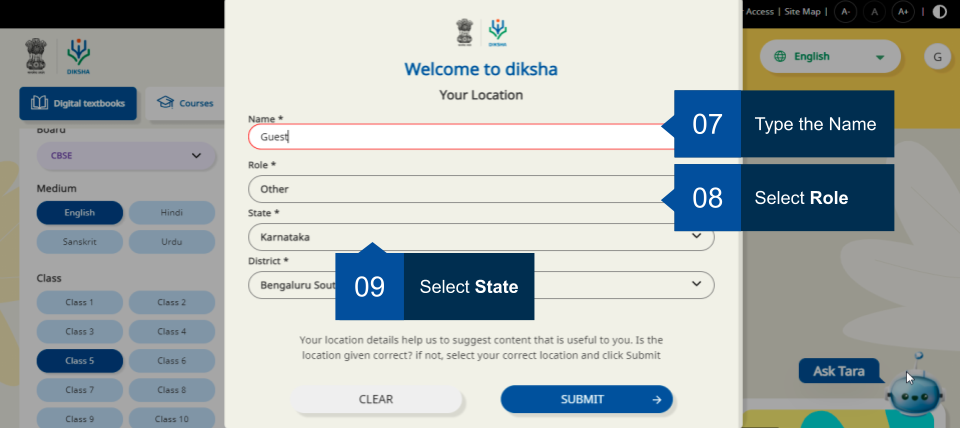 Access | Site Map | A- | A | A+ |
DIKSHA
Welcome to diksha
English
G
Your Location
Digital textbooks
Courses
Name *
07 Type the Name
Board
Guest
CBSE
Role *
Medium
Other
08 Select Role
English Hindi
State *
Sanskrit Urdu
Karnataka
District *
Class
Bengaluru Sout
09 Select State
Class 1 Class 2
Class 3 Class 4
Your location details help us to suggest content that is useful to you. Is the
location given correct? if not, select your correct location and click Submit
Class 5 Class 6
Ask Tara
Class 7 Class 8
CLEAR
SUBMIT
Class 9 Class 10